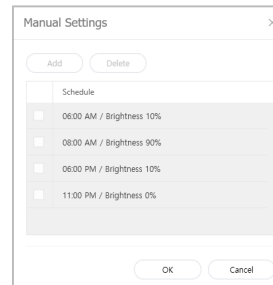 Manual Settings
Add Delete
Schedule
06:00 AM / Brightness 10%
08:00 AM / Brightness 90%
06:00 PM / Brightness 10%
11:00 PM / Brightness 0%
OK Cancel